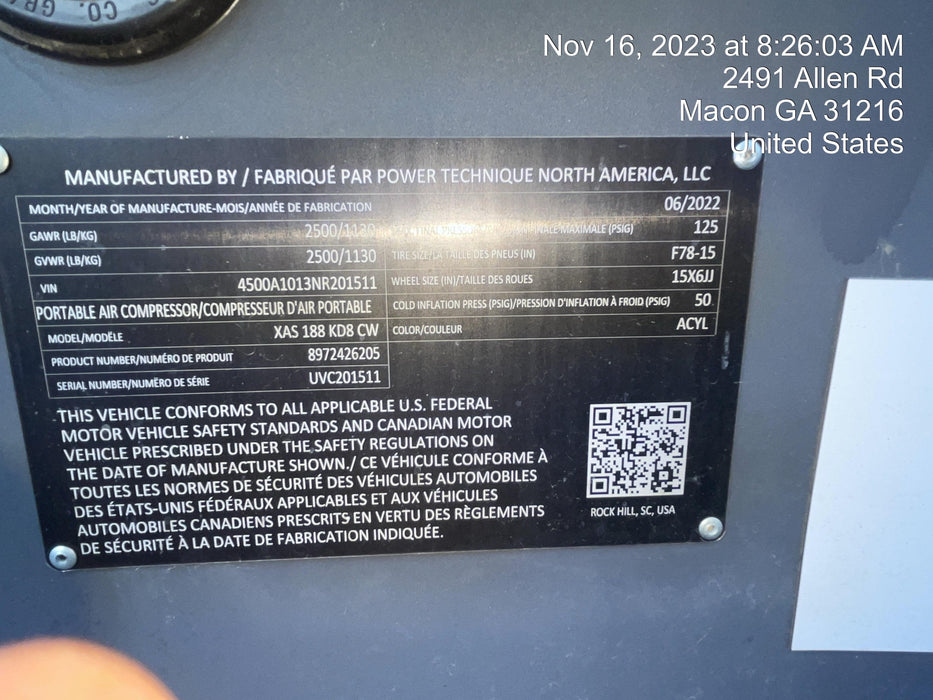 CO. GRA
Nov 16, 2023 at 8:26:03 AM
2491 Allen Rd
Macon GA 31216
United States
MANUFACTURED BY / FABRIQUÉ PAR POWER TECHNIQUE NORTH AMERICA, LLC
MONTH/YEAR OF MANUFACTURE-MOIS/ANNÉE DE FABRICATION 06/2022
GAWR (LB/KG) 2500/1130 MAXIMALE (PSIG) 125
GVWR (LB/KG) 2500/1130 TIRE SIZE/LA TAILLE DES PNEUS (IN) F78-15
VIN 4500A1013NR201511 WHEEL SIZE (IN)/TAILLE DES ROUES 15X6JJ
PORTABLE AIR COMPRESSOR/COMPRESSEUR D'AIR PORTABLE COLD INFLATION PRESS (PSIG)/PRESSION D'INFLATION À FROID (PSIG) 50
MODEL/MODÈLE XAS 188 KD8 CW COLOR/COULEUR ACYL
PRODUCT NUMBER/NUMÉRO DE PRODUIT 8972426205
SERIAL NUMBER/NUMÉRO DE SÉRIE UVC201511
THIS VEHICLE CONFORMS TO ALL APPLICABLE U.S. FEDERAL
MOTOR VEHICLE SAFETY STANDARDS AND CANADIAN MOTOR
VEHICLE PRESCRIBED UNDER THE SAFETY REGULATIONS ON
THE DATE OF MANUFACTURE SHOWN./ CE VÉHICULE CONFORME À
TOUTES LES NORMES DE SÉCURITÉ DES VÉHICULES AUTOMOBILES
DES ÉTATS-UNIS FÉDÉRAUX APPLICABLES ET AUX VÉHICULES
AUTOMOBILES CANADIENS PRESCRITS EN VERTU DES RÈGLEMENTS
DE SÉCURITÉ À LA DATE DE FABRICATION INDIQUÉE.
ROCK HILL, SC, USA